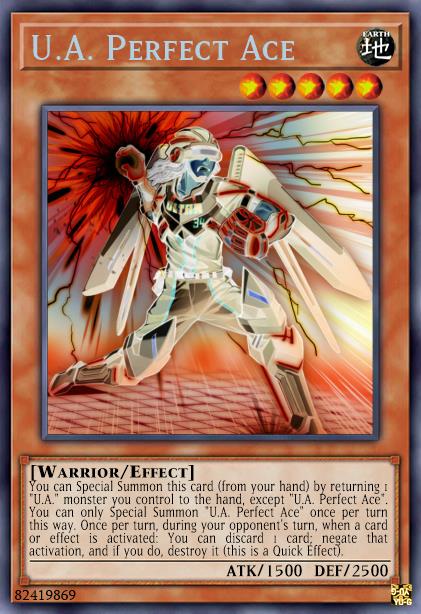 U.A. Perfect Ace
EARTH
地
ULTRA
34
[Warrior/Effect]
You can Special Summon this card (from your hand) by returning 1
"U.A." monster you control to the hand, except "U.A. Perfect Ace".
You can only Special Summon "U.A. Perfect Ace" once per turn
this way. Once per turn, during your opponent's turn, when a card
or effect is activated: You can discard 1 card; negate that
activation, and if you do, destroy it (this is a Quick Effect).
ATK/1500 DEF/2500
82419869